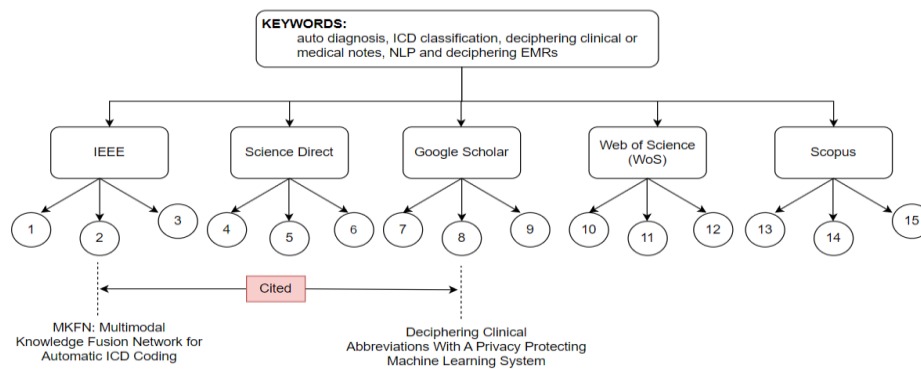 KEYWORDS:
auto diagnosis, ICD classification, deciphering clinical or
medical notes, NLP and deciphering EMRs
IEEE
Science Direct
Google Scholar
Web of Science
(WoS)
Scopus
1
2
3
4
5
6
7
8
9
10
11
12
13
14
15
Cited
MKFN: Multimodal
Knowledge Fusion Network for
Automatic ICD Coding
Deciphering Clinical
Abbreviations With A Privacy Protecting
Machine Learning System